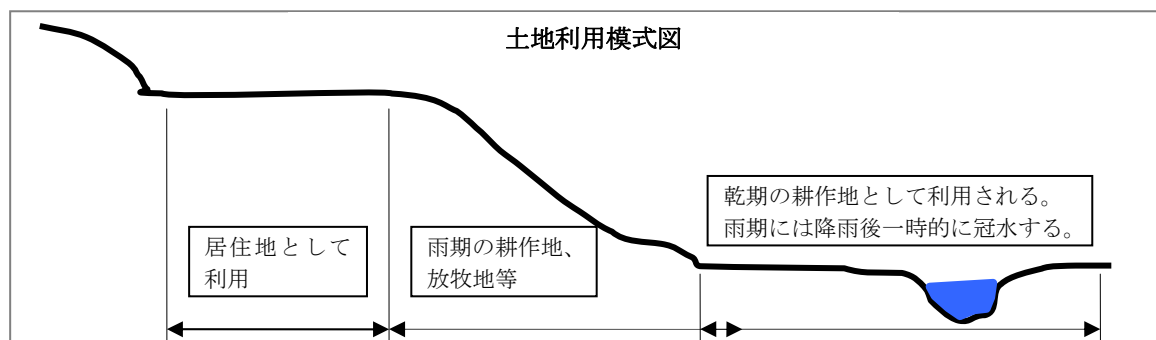 土地利用模式図
乾期の耕作地として利用される。
雨期には降雨後一時的に冠水する。
居住地として
利用
雨期の耕作地、
放牧地等